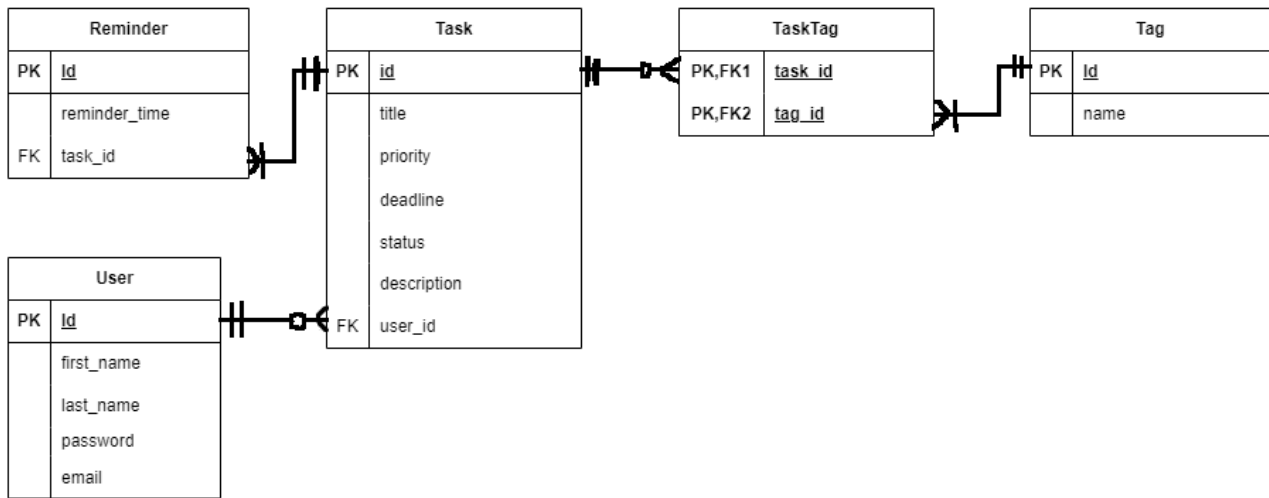 Reminder
PK Id
reminder_time
FK task_id
Task
PK id
title
priority
deadline
status
description
FK user_id
TaskTag
PK,FK1 task_id
PK,FK2 tag_id
Tag
PK Id
name
User
PK Id
first_name
last_name
password
email